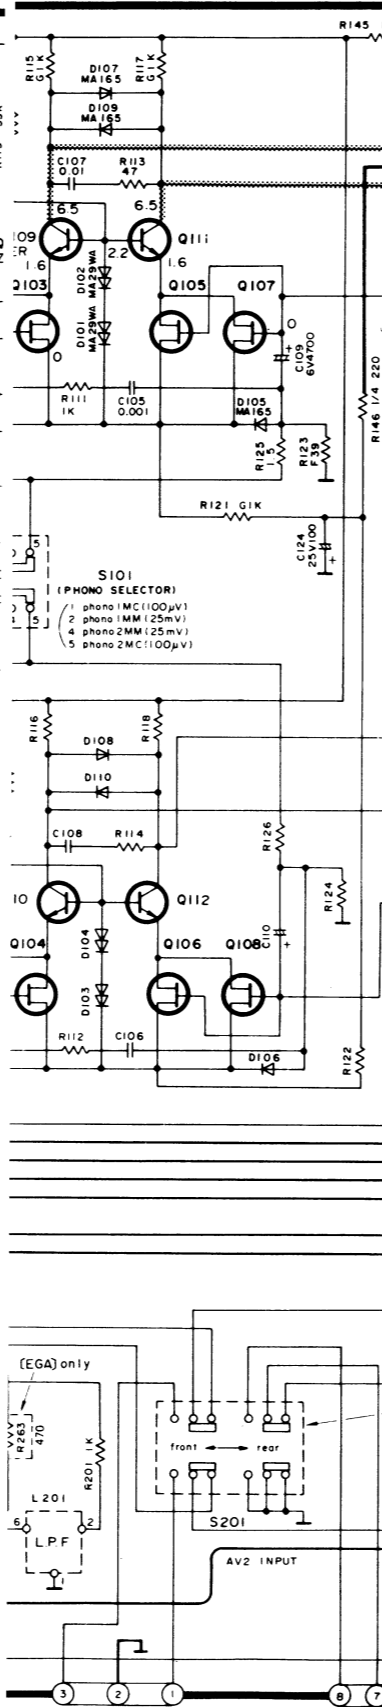 R145
R115
G1K
D107
MA165
R117
G1K
D109
MA165
C107
0.01
R113
47
6.5
6.5
109
ER
1.6
2.2
Q111
1.6
Q103
D102
MA29WA
Q105
Q107
D101
MA29WA
0
0
C109
6V4700
R111
1K
C105
0.001
D105
MA165
R125
1.5
R123
F39
R146 1/4 220
R121 G1K
C124
25V100
5
S101
(PHONO SELECTOR)
1 phono 1MC(100μV)
2 phono 1MM(25mV)
4 phono 2MM(25mV)
5 phono 2MC(100μV)
5
R116
R118
D108
D110
C108
R114
R126
R124
10
Q112
Q104
D104
Q106
Q108
C110
D103
R112
C106
D106
R122
[EGA] only
R263
470
R201 1K
L201
6
L.P.F
2
1
front
rear
S201
AV2 INPUT
3
2
1
8
7